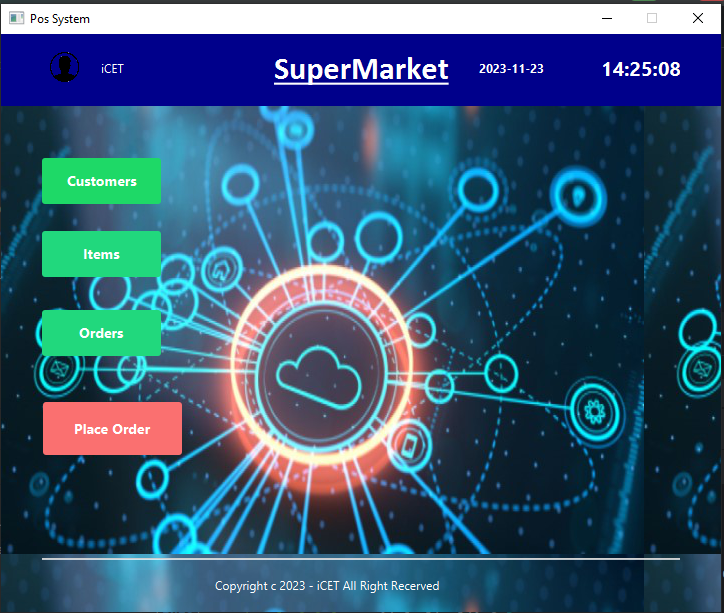 Pos System
iCET
SuperMarket
2023-11-23
14:25:08
Customers
Items
Orders
Place Order
Copyright c 2023 - iCET All Right Recerved